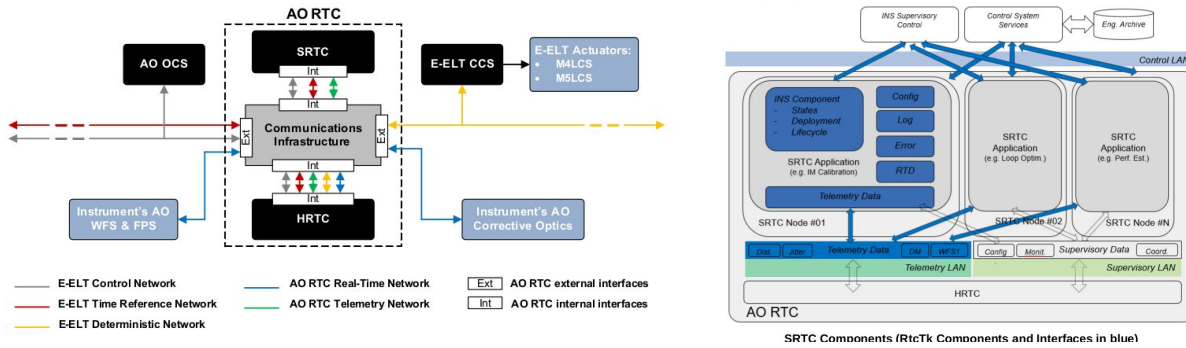 AO RTC
AO OCS
SRTC
Int
Int
E-ELT CCS
E-ELT Actuators:
• M4LCS
• M5LCS
Ext
Communications
Infrastructure
Ext
Int
Int
HRTC
Instrument's AO
WFS & FPS
Instrument's AO
Corrective Optics
E-ELT Control Network
E-ELT Time Reference Network
E-ELT Deterministic Network
AO RTC Real-Time Network
AO RTC Telemetry Network
Ext AO RTC external interfaces
Int AO RTC internal interfaces
INS Supervisory
Control
Control System
Services
Eng. Archive
Control LAN
INS Component
- States
- Deployment
- Lifecycle
Config
Log
Error
RTD
SRTC Application
(e.g. IM Calibration)
Telemetry Data
SRTC Node #01
SRTC
Application
(e.g. Loop Optim.)
SRTC Node #02
SRTC
Application
(e.g. Perf. Est.)
SRTC Node #N
Dist. Jitter Telemetry Data DM WFS1
Config Monit. Supervisory Data Coord.
Telemetry LAN
Supervisory LAN
HRTC
AO RTC
SRTC Components (RtcTk Components and Interfaces in blue)